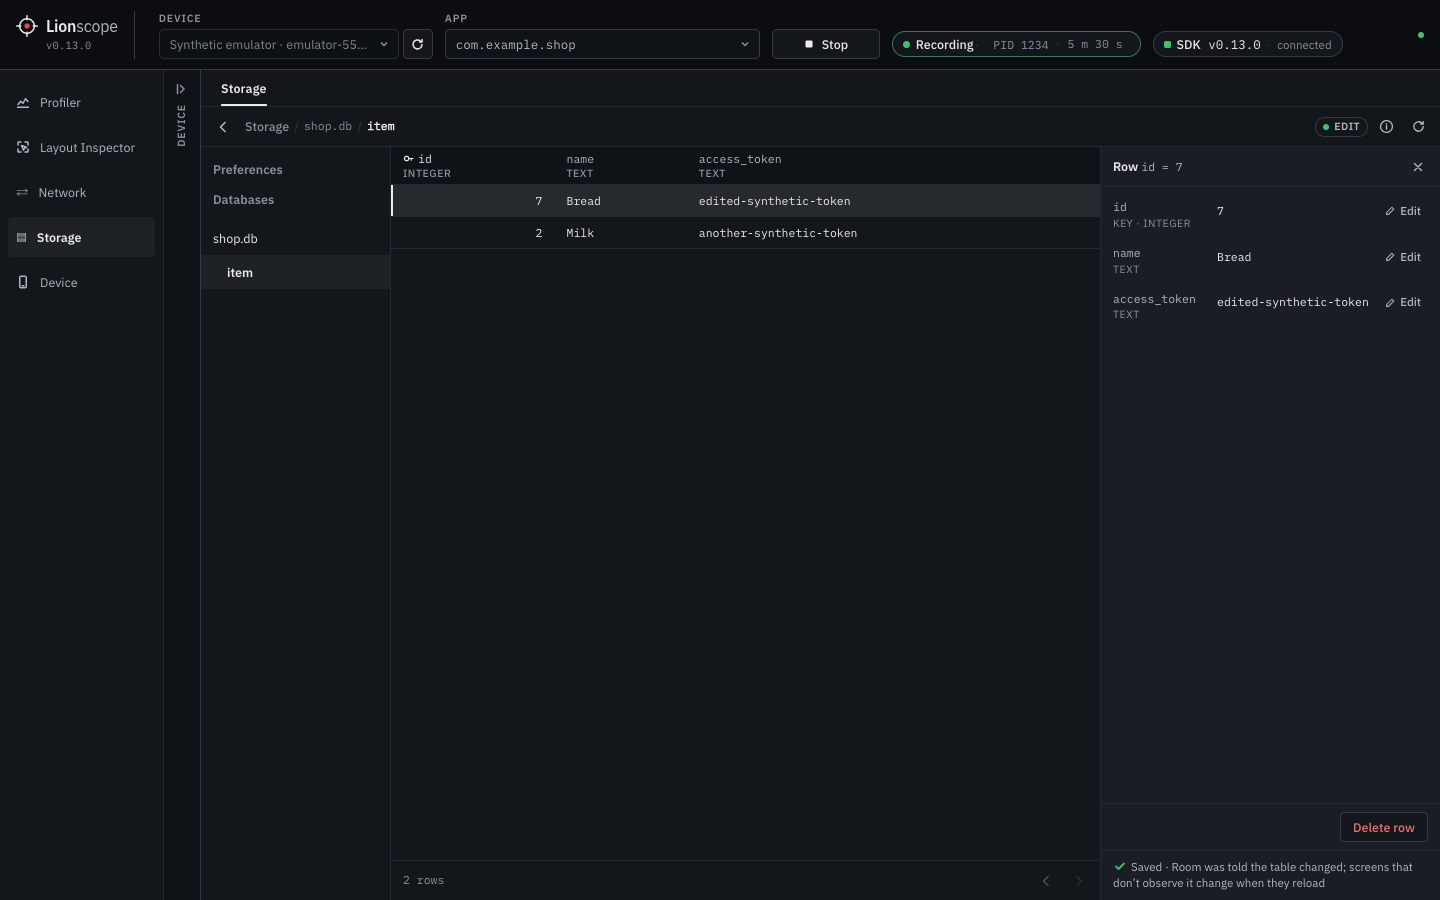 Lionscope
v0.13.0
DEVICE
Synthetic emulator · emulator-55...
APP
com.example.shop
Stop
Recording · PID 1234 · 5 m 30 s
SDK v0.13.0 · connected
Profiler
Layout Inspector
Network
Storage
Device
DEVICE
Storage
Storage / shop.db / item
EDIT
Preferences
Databases
shop.db
item
id name access_token
INTEGER TEXT TEXT
7 Bread edited-synthetic-token
2 Milk another-synthetic-token
2 rows
Row id = 7
id 7 Edit
KEY · INTEGER
name Bread Edit
TEXT
access_token edited-synthetic-token Edit
TEXT
Delete row
Saved · Room was told the table changed; screens that
don’t observe it change when they reload